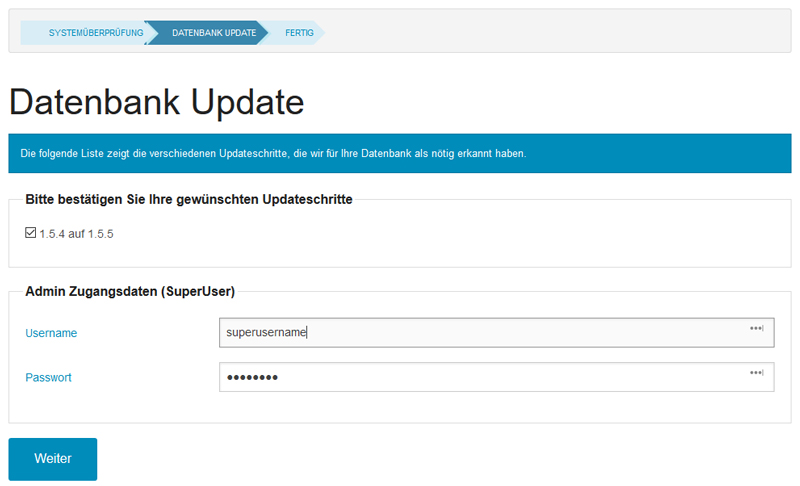 SYSTEMÜBERPRÜFUNG DATENBANK UPDATE FERTIG
Datenbank Update
Die folgende Liste zeigt die verschiedenen Updateschritte, die wir für Ihre Datenbank als nötig erkannt haben.
Bitte bestätigen Sie Ihre gewünschten Updateschritte
1.5.4 auf 1.5.5
Admin Zugangsdaten (SuperUser)
Username superusername
Passwort ••••••••
Weiter